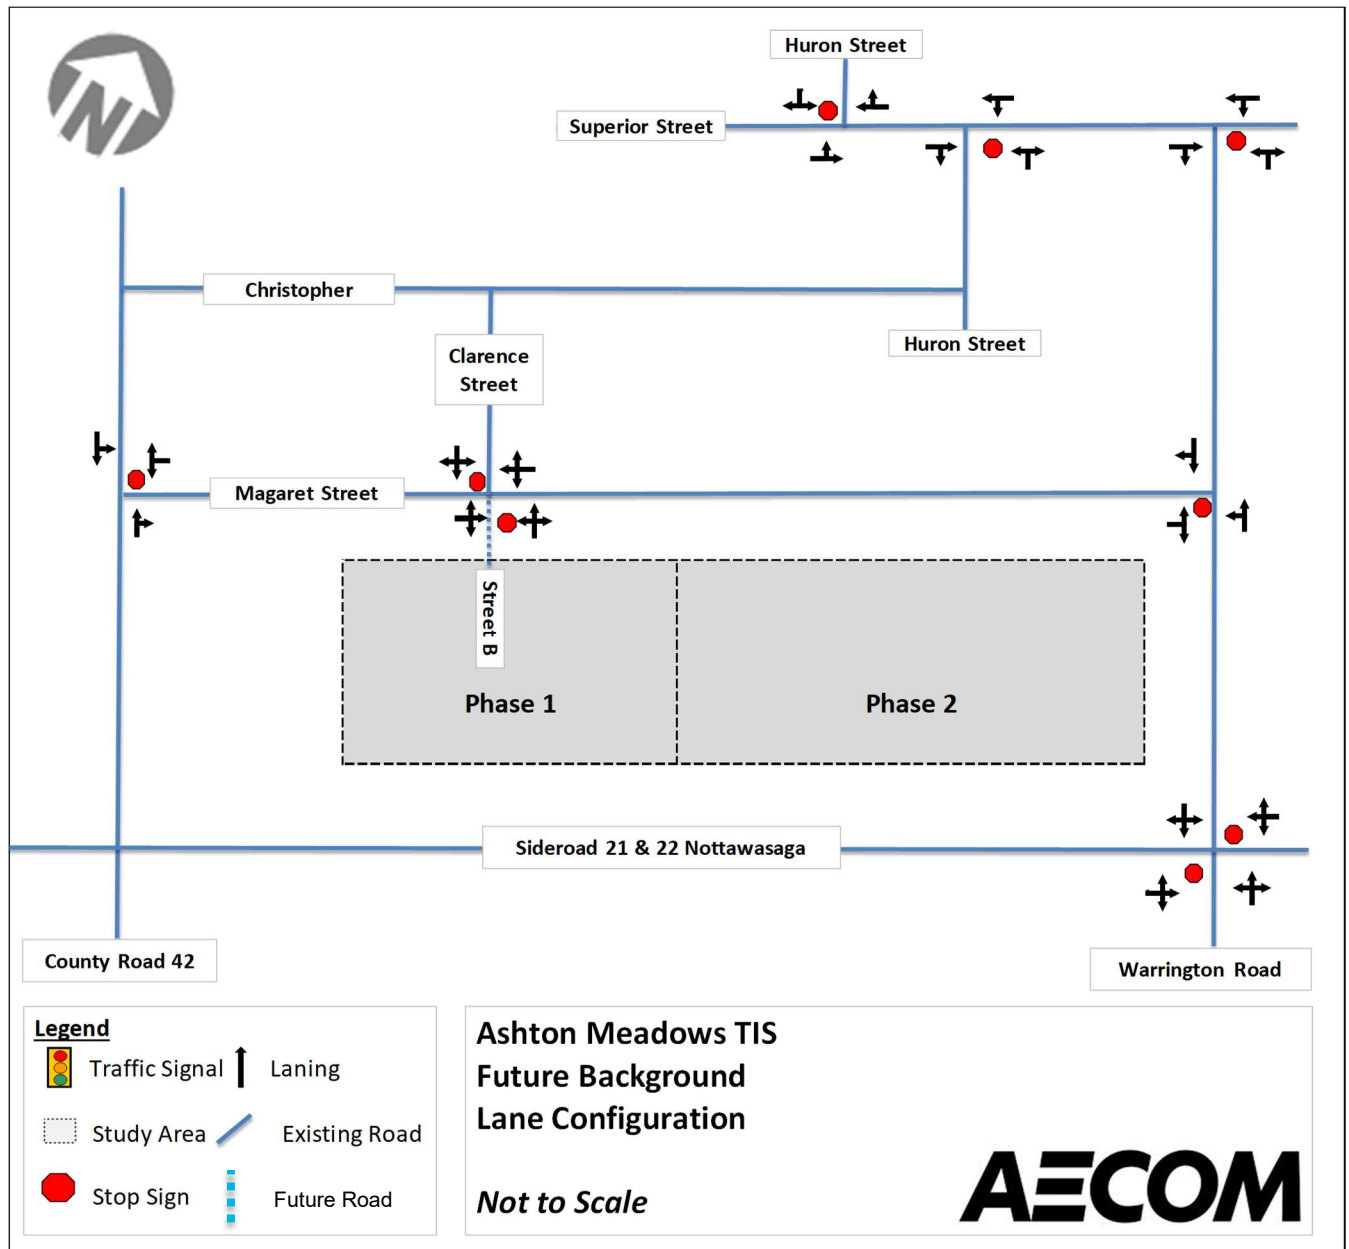 N
Huron Street
Superior Street
Christopher
Clarence
Street
Huron Street
Magaret Street
Street B
Phase 1
Phase 2
Sideroad 21 & 22 Nottawasaga
County Road 42
Warrington Road
Legend
Traffic Signal
Laning
Study Area
Existing Road
Stop Sign
Future Road
Ashton Meadows TIS
Future Background
Lane Configuration
Not to Scale
AECOM